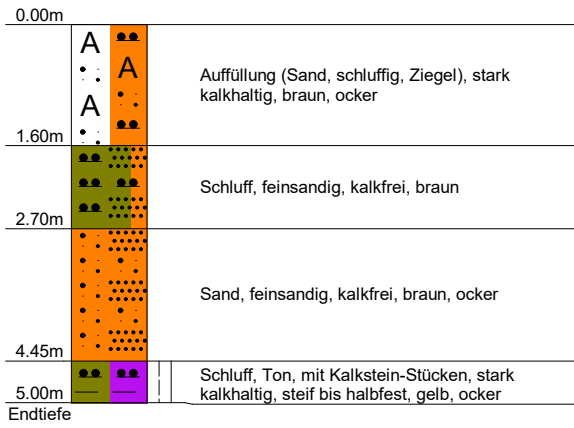 0.00m
A
A
A
Auffüllung (Sand, schluffig, Ziegel), stark
kalkhaltig, braun, ocker
1.60m
Schluff, feinsandig, kalkfrei, braun
2.70m
Sand, feinsandig, kalkfrei, braun, ocker
4.45m
Schluff, Ton, mit Kalkstein-Stücken, stark
kalkhaltig, steif bis halbfest, gelb, ocker
5.00m
Endtiefe